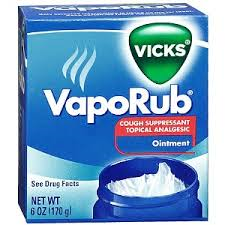 VICKS®
VapoRub®
COUGH SUPPRESSANT
TOPICAL ANALGESIC
Ointment
See Drug Facts
NET WT
6 OZ (170 g)